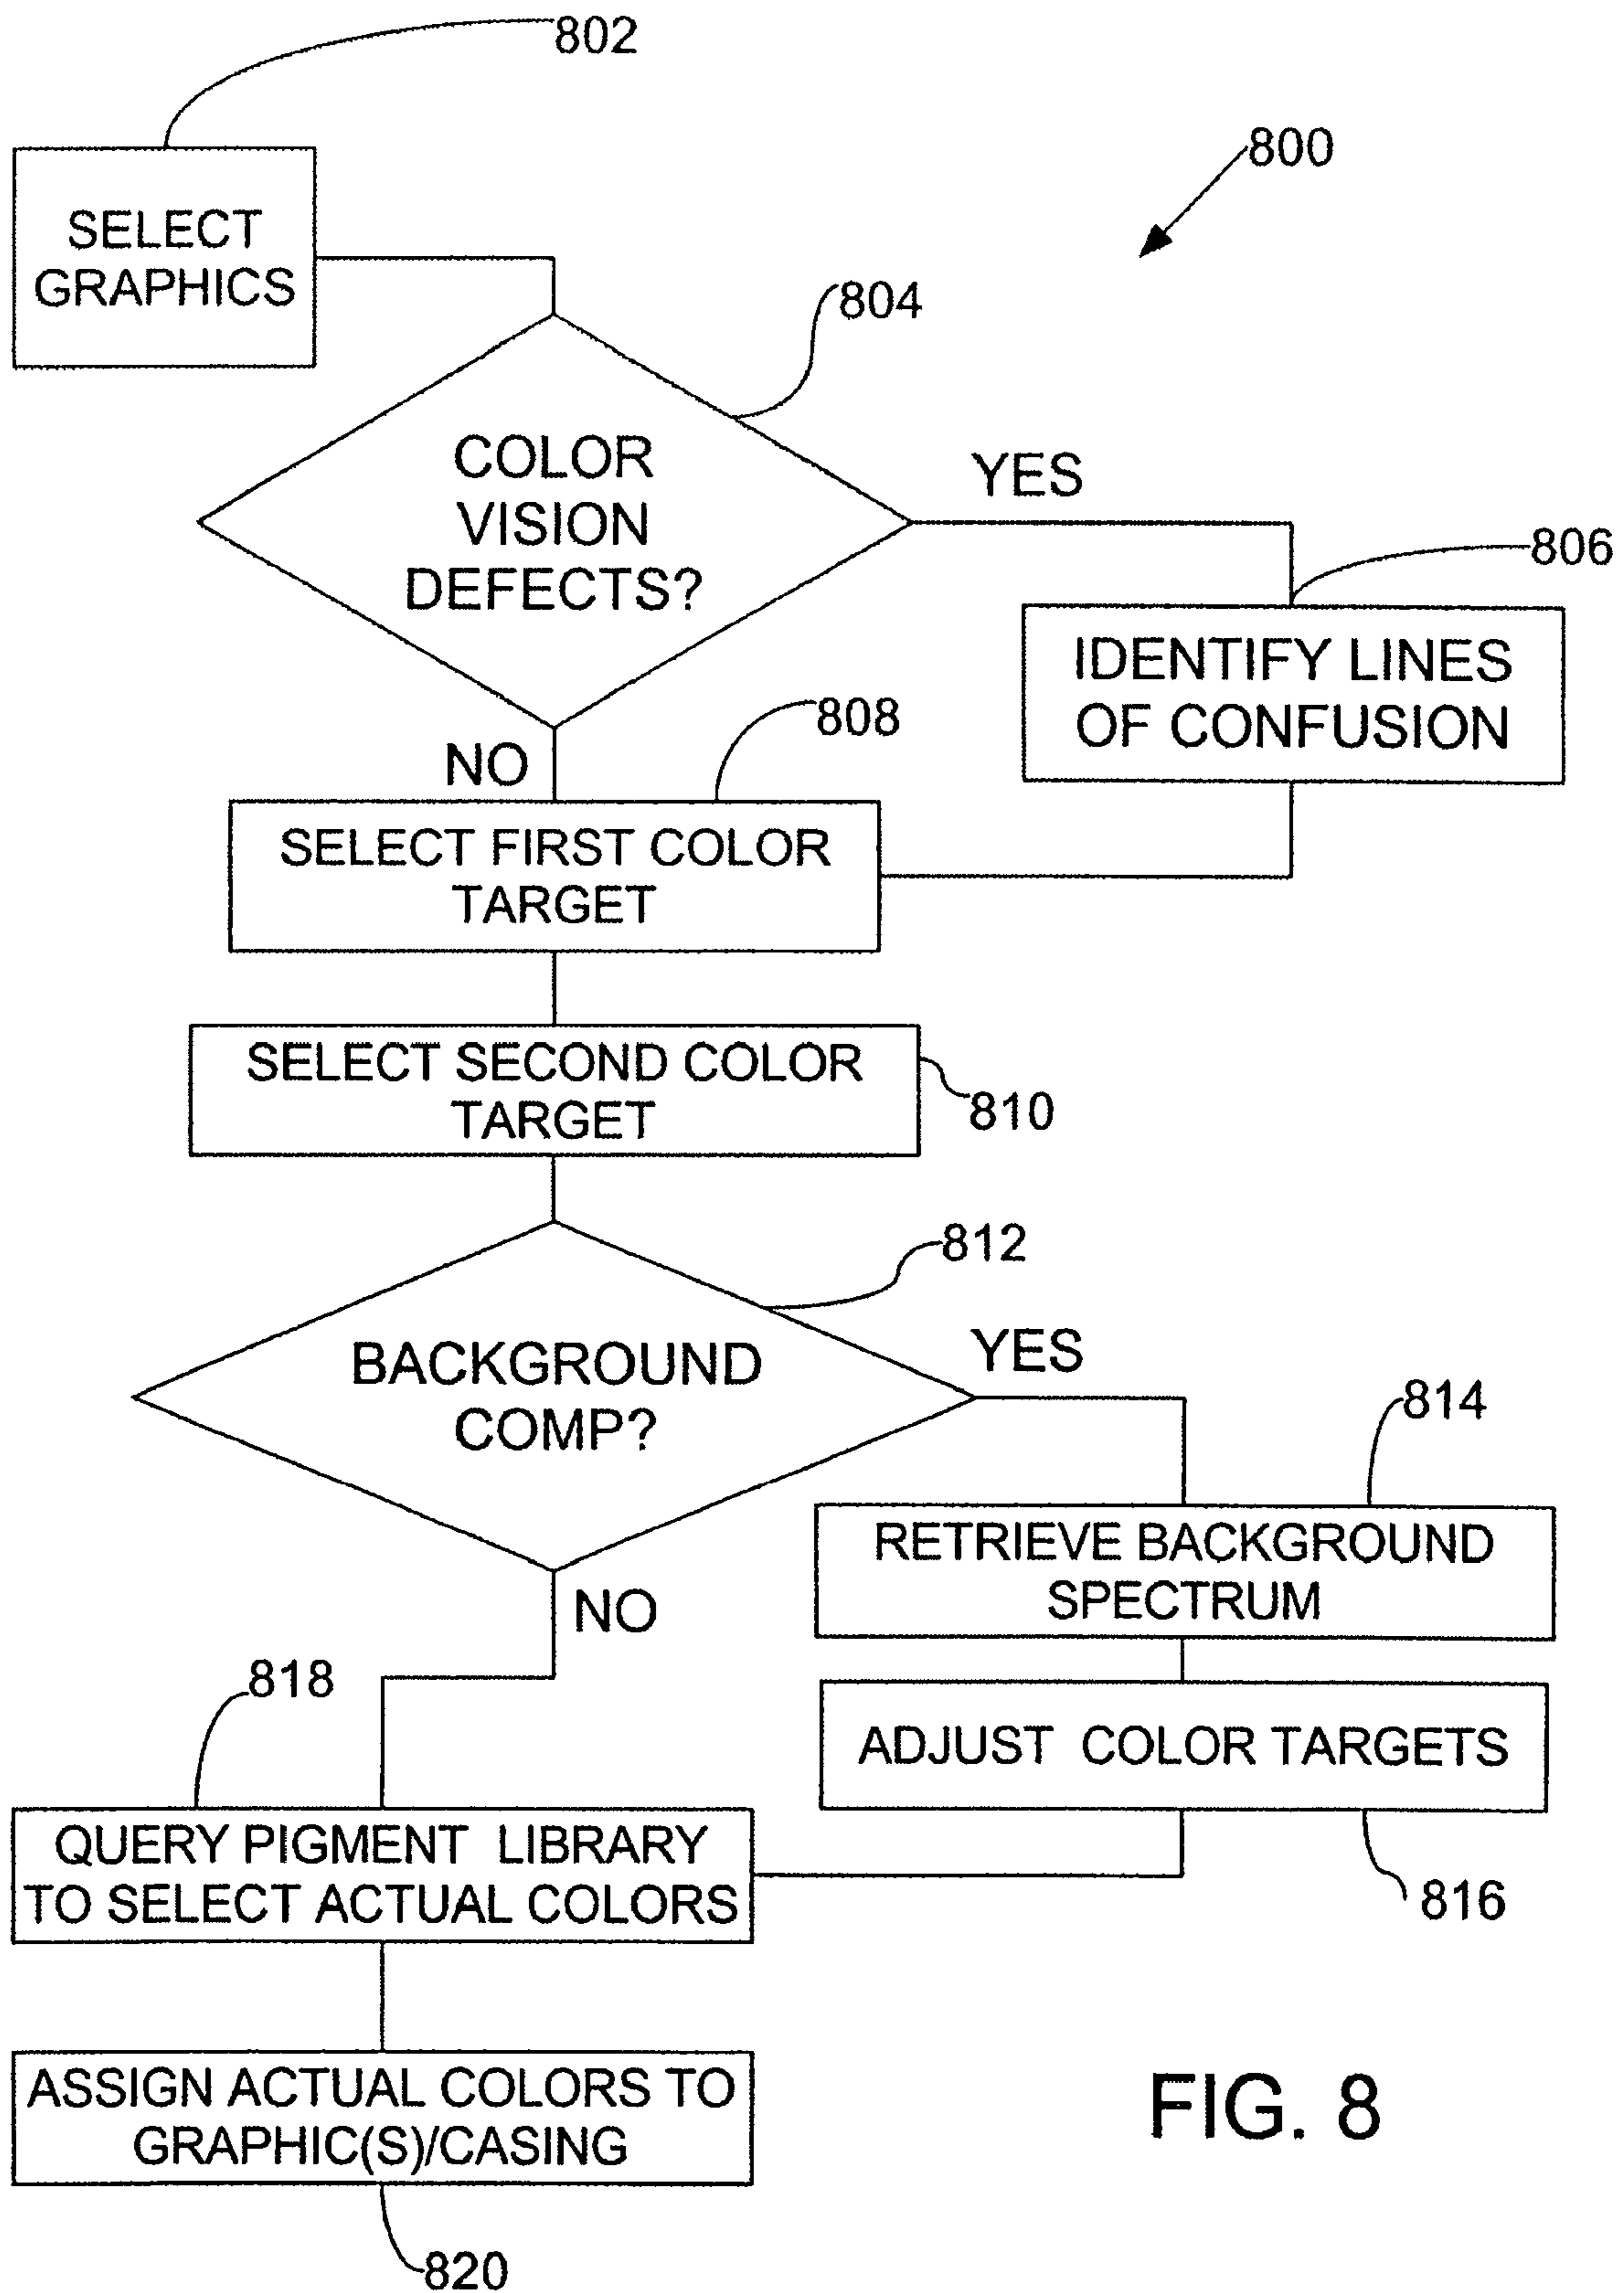 802
800
SELECT
GRAPHICS
804
COLOR
VISION
DEFECTS?
YES
806
IDENTIFY LINES
OF CONFUSION
NO
808
SELECT FIRST COLOR
TARGET
SELECT SECOND COLOR
TARGET
810
812
BACKGROUND
COMP?
YES
814
RETRIEVE BACKGROUND
SPECTRUM
NO
818
ADJUST COLOR TARGETS
816
QUERY PIGMENT LIBRARY
TO SELECT ACTUAL COLORS
ASSIGN ACTUAL COLORS TO
GRAPHIC(S)/CASING
820
FIG. 8